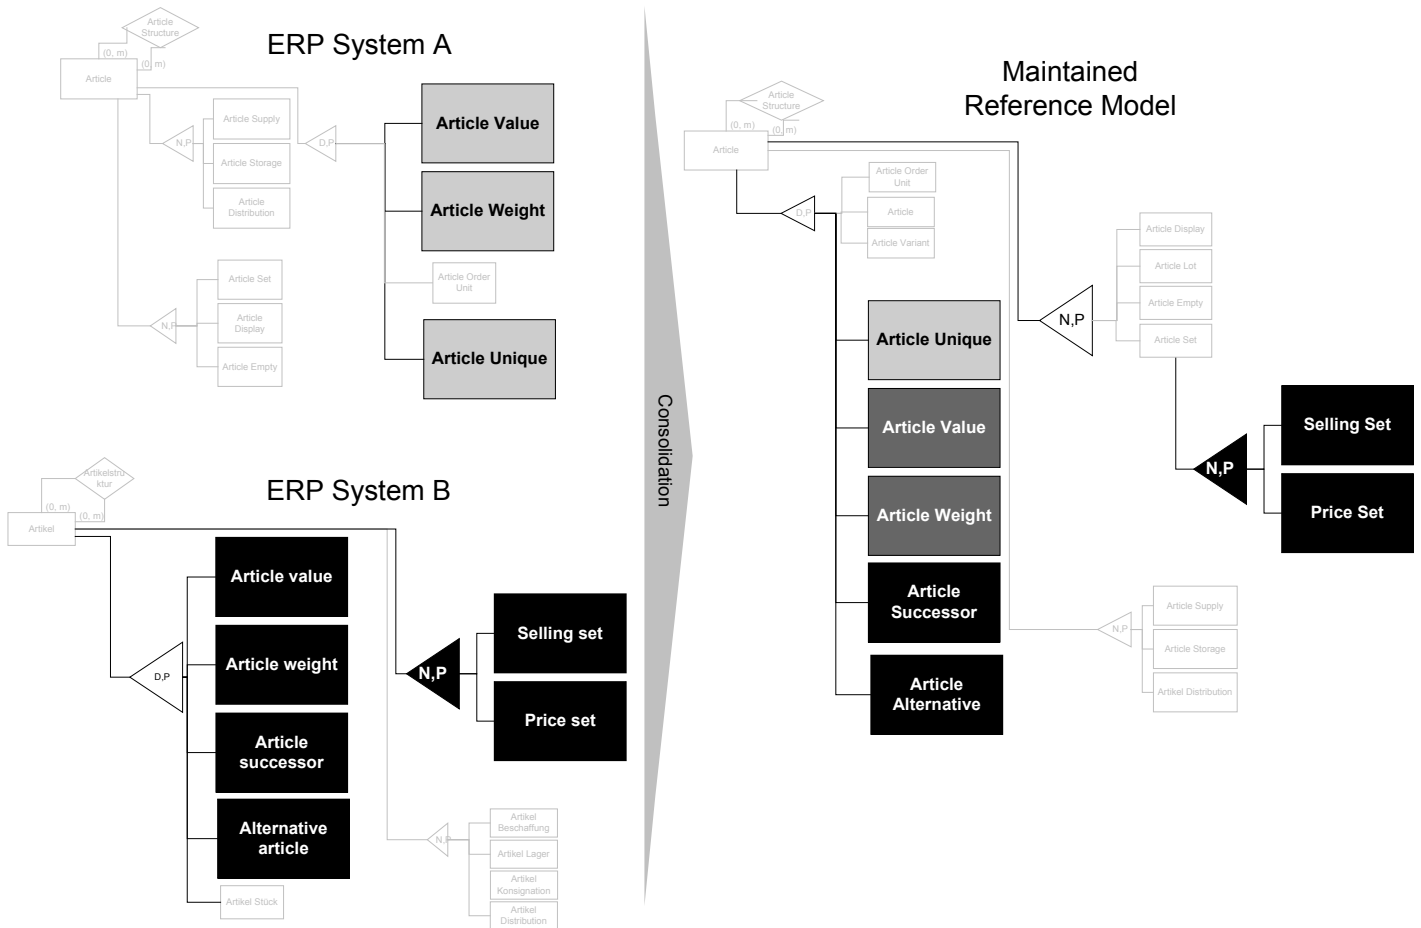 ERP System A
Article
Structure
(0, m)
(0, m)
Article
N,P
Article Supply
Article Storage
Article
Distribution
D,P
Article Value
Article Weight
Article Order
Unit
Article Unique
N,P
Article Set
Article
Display
Article Empty
ERP System B
Artikelstru
ktur
(0, m)
(0, m)
Artikel
D,P
Article value
Article weight
Article
successor
Alternative
article
Artikel Stück
N,P
Selling set
Price set
N,P
Artikel
Beschaffung
Artikel Lager
Artikel
Konsignation
Artikel
Distribution
Consolidation
Maintained
Reference Model
Article
Structure
(0, m)
(0, m)
Article
D,P
Article Order
Unit
Article
Article Variant
Article Unique
Article Value
Article Weight
Article
Successor
Article
Alternative
N,P
Article Display
Article Lot
Article Empty
Article Set
N,P
Selling Set
Price Set
N,P
Article Supply
Article Storage
Artikel Distribution